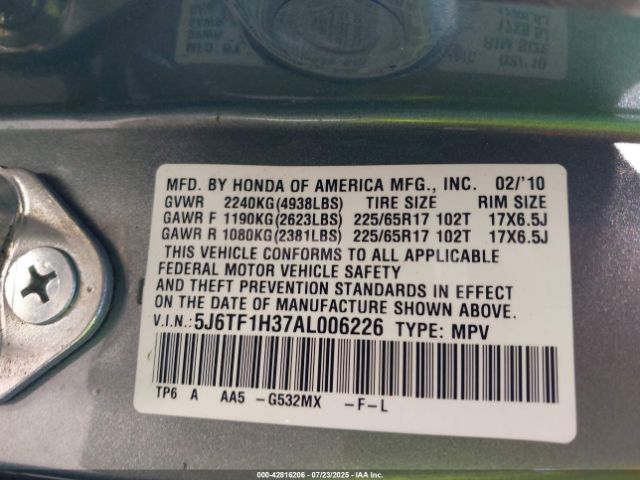 MFD. BY HONDA OF AMERICA MFG., INC. 02/'10
GVWR 2240KG(4938LBS) TIRE SIZE RIM SIZE
GAWR F 1190KG(2623LBS) 225/65R17 102T 17X6.5J
GAWR R 1080KG(2381LBS) 225/65R17 102T 17X6.5J
THIS VEHICLE CONFORMS TO ALL APPLICABLE
FEDERAL MOTOR VEHICLE SAFETY
AND THEFT PREVENTION STANDARDS IN EFFECT
ON THE DATE OF MANUFACTURE SHOWN ABOVE.
V.I.N.:5J6TF1H37AL006226 TYPE: MPV
TP6 A AA5 -G532MX -F-L
000-42816206 - 07/23/2025 - IAAI, Inc.